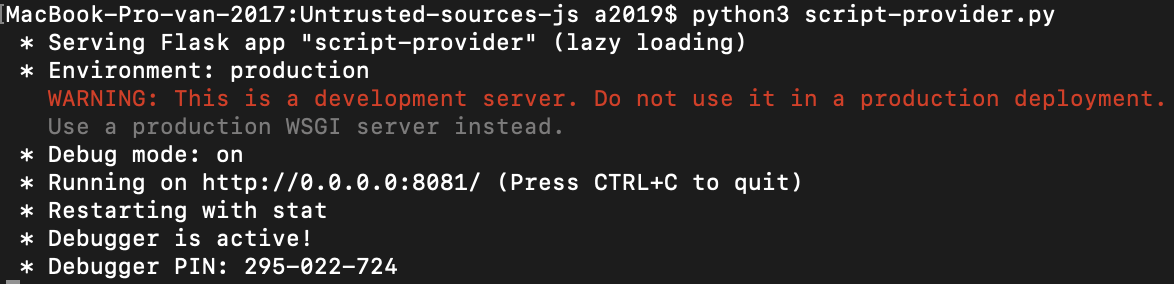 [MacBook-Pro-van-2017:Untrusted-sources-js a2019$ python3 script-provider.py
* Serving Flask app "script-provider" (lazy loading)
* Environment: production
WARNING: This is a development server. Do not use it in a production deployment.
Use a production WSGI server instead.
* Debug mode: on
* Running on http://0.0.0.0:8081/ (Press CTRL+C to quit)
* Restarting with stat
* Debugger is active!
* Debugger PIN: 295-022-724